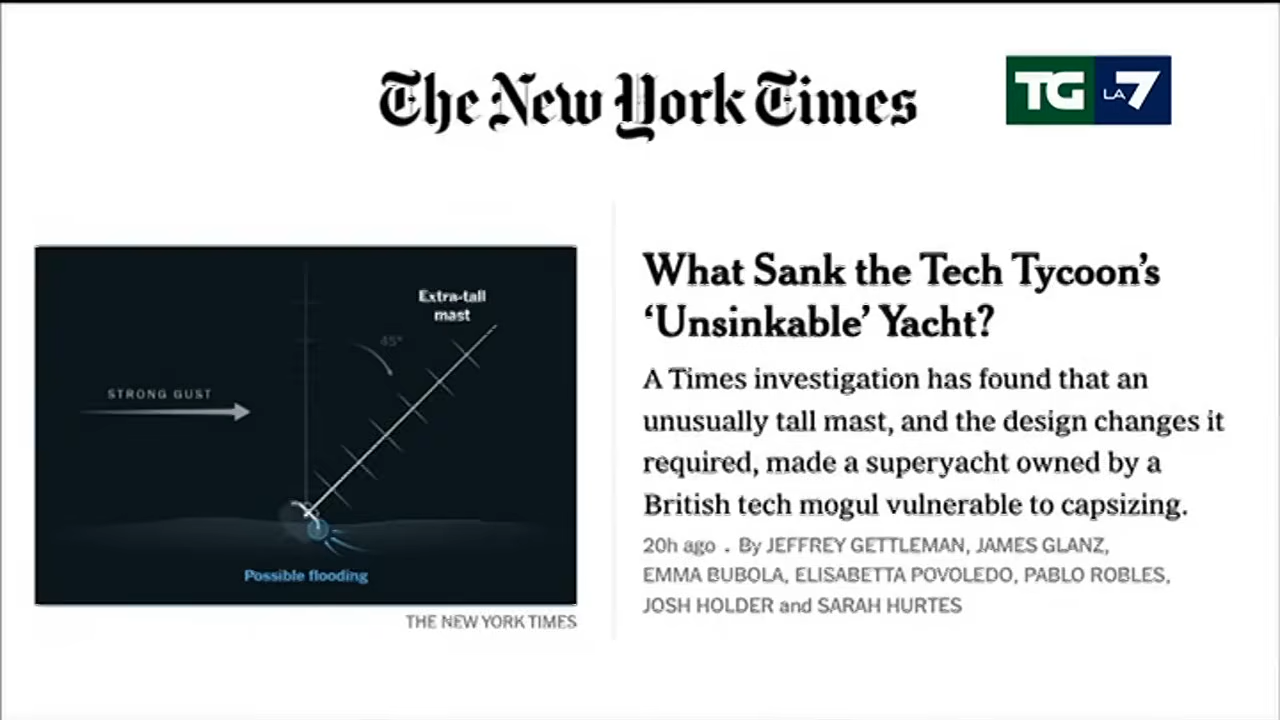 The New York Times
TG LA7
Extra-tall
mast
45°
STRONG GUST
Possible flooding
THE NEW YORK TIMES
What Sank the Tech Tycoon’s
‘Unsinkable’ Yacht?
A Times investigation has found that an
unusually tall mast, and the design changes it
required, made a superyacht owned by a
British tech mogul vulnerable to capsizing.
20h ago . By JEFFREY GETTLEMAN, JAMES GLANZ,
EMMA BUBOLA, ELISABETTA POVOLEDO, PABLO ROBLES,
JOSH HOLDER and SARAH HURTES